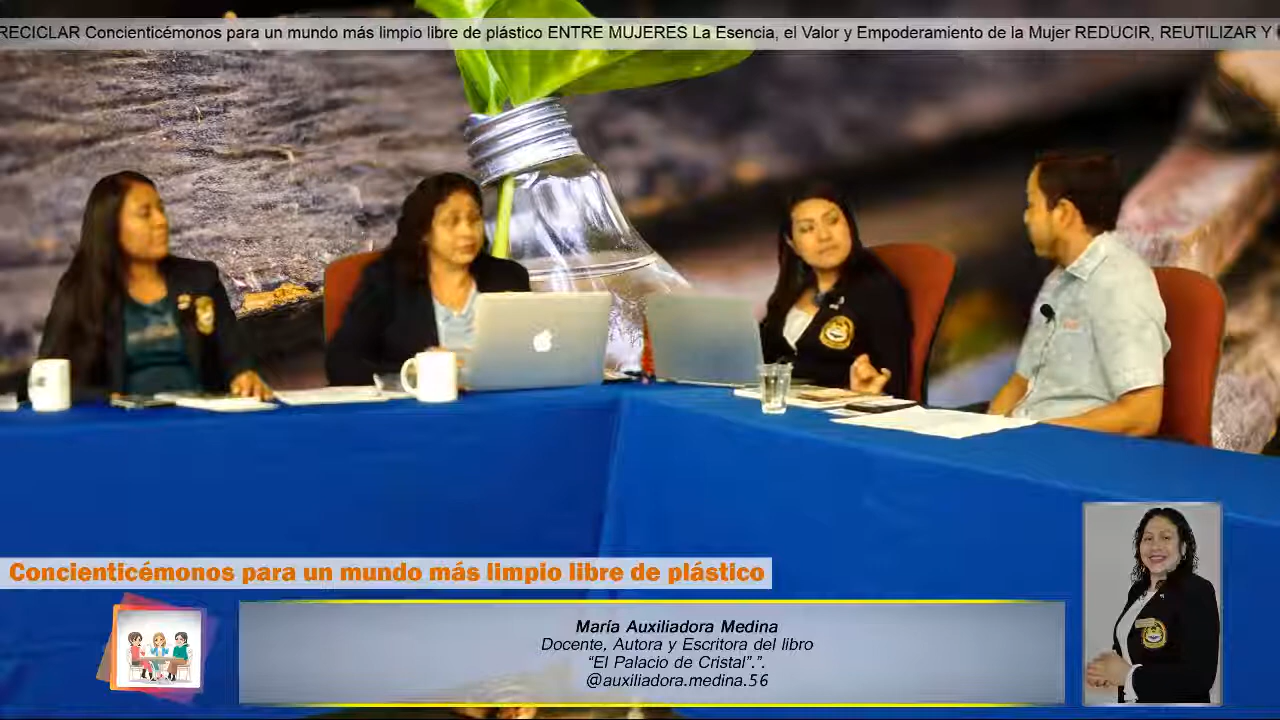 RECICLAR Concienticémonos para un mundo más limpio libre de plástico ENTRE MUJERES La Esencia, el Valor y Empoderamiento de la Mujer REDUCIR, REUTILIZAR Y
Concienticémonos para un mundo más limpio libre de plástico
María Auxiliadora Medina
Docente, Autora y Escritora del libro
“El Palacio de Cristal”.”.
@auxiliadora.medina.56